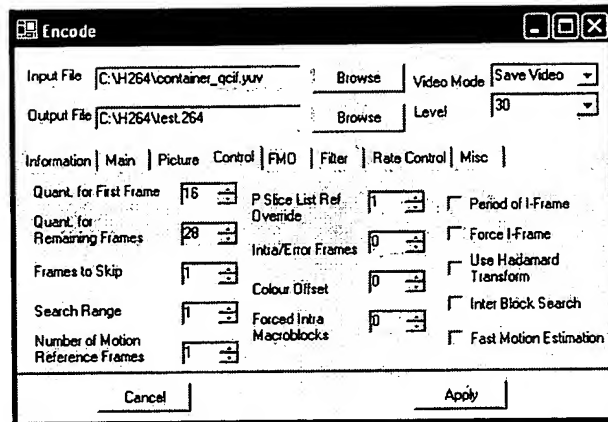 Encode
Input File C:\H264\container_qcif.yuv Browse Video Mode Save Video
Output File C:\H264\test.264 Browse Level 30
Information Main Picture Control FMO Filter Rate Control Misc
Quant. for First Frame 16
Quant. for
Remaining Frames 28
Frames to Skip 1
Search Range 1
Number of Motion
Reference Frames 1
P Slice List Ref
Override 1
Intra/Error Frames 0
Colour Offset 0
Forced Intra
Macroblocks 0
Period of I-Frame
Force I-Frame
Use Hadamard
Transform
Inter Block Search
Fast Motion Estimation
Cancel Apply